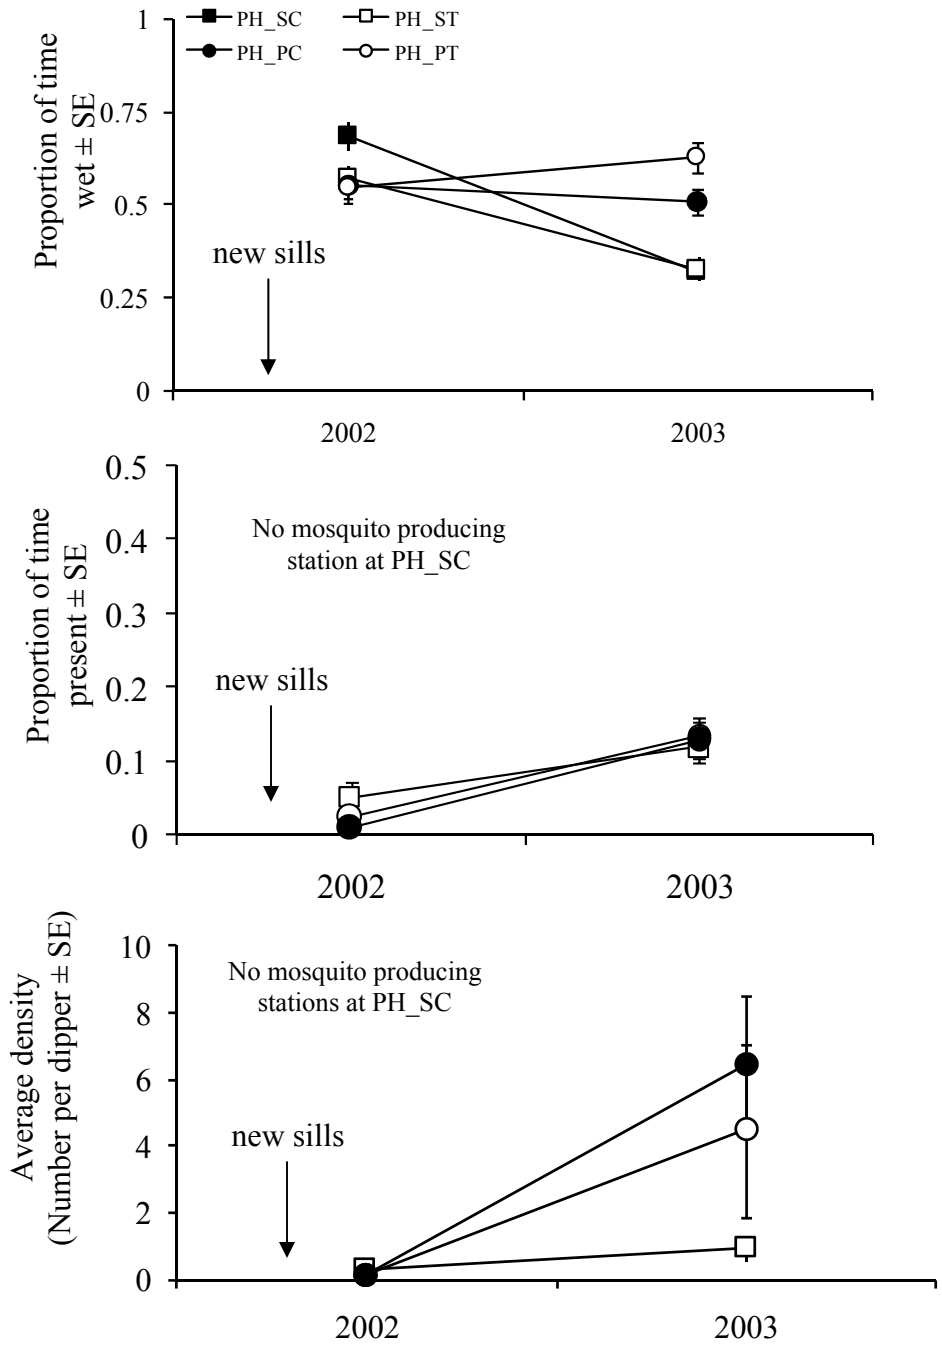 PH_SC PH_ST
PH_PC PH_PT
Proportion of time
wet ± SE
1
0.75
0.5
0.25
0
new sills
2002 2003
Proportion of time
present ± SE
0.5
0.4
0.3
0.2
0.1
0
No mosquito producing
station at PH_SC
new sills
2002 2003
Average density
(Number per dipper ± SE)
10
8
6
4
2
0
No mosquito producing
stations at PH_SC
new sills
2002 2003